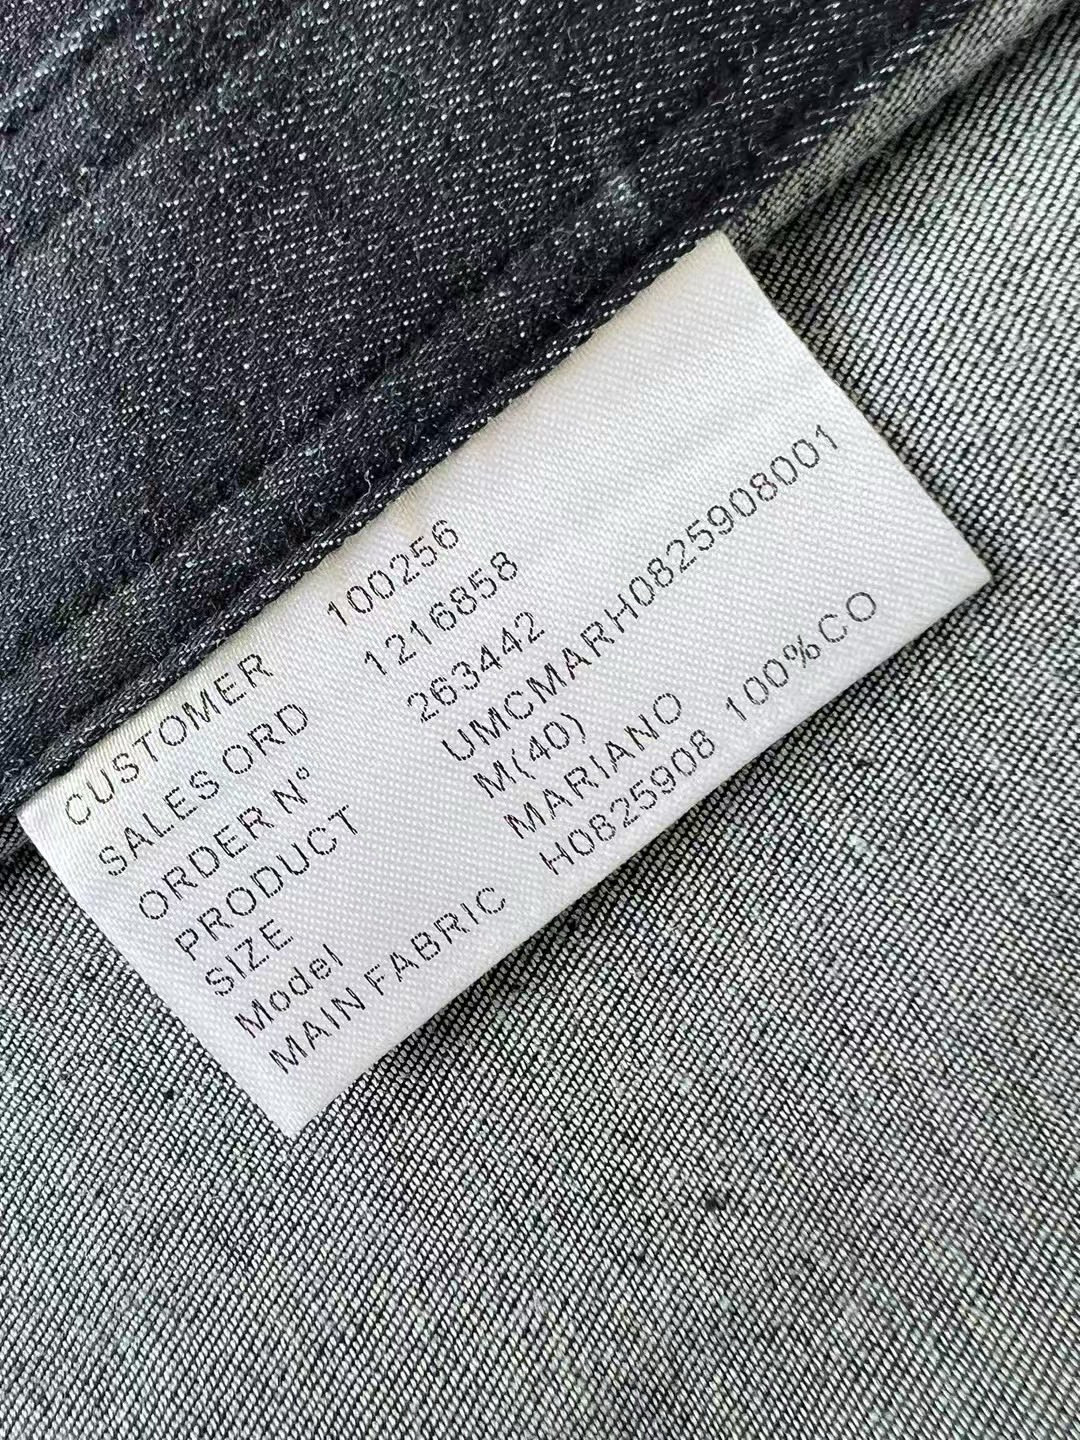 CUSTOMER 100256
SALES ORD 1216858
ORDER N° 263442
PRODUCT UMCMARH0825908001
SIZE M(40)
Model MARIANO
MAIN FABRIC H0825908 100%CO